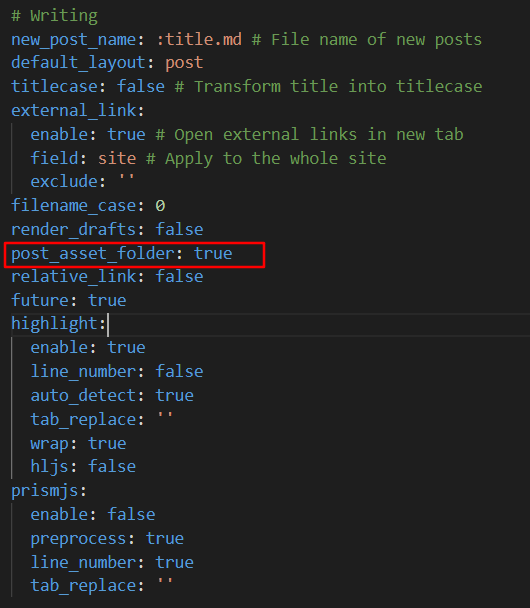 # Writing
new_post_name: :title.md # File name of new posts
default_layout: post
titlecase: false # Transform title into titlecase
external_link:
  enable: true # Open external links in new tab
  field: site # Apply to the whole site
  exclude: ''
filename_case: 0
render_drafts: false
post_asset_folder: true
relative_link: false
future: true
highlight:
  enable: true
  line_number: false
  auto_detect: true
  tab_replace: ''
  wrap: true
  hljs: false
prismjs:
  enable: false
  preprocess: true
  line_number: true
  tab_replace: ''